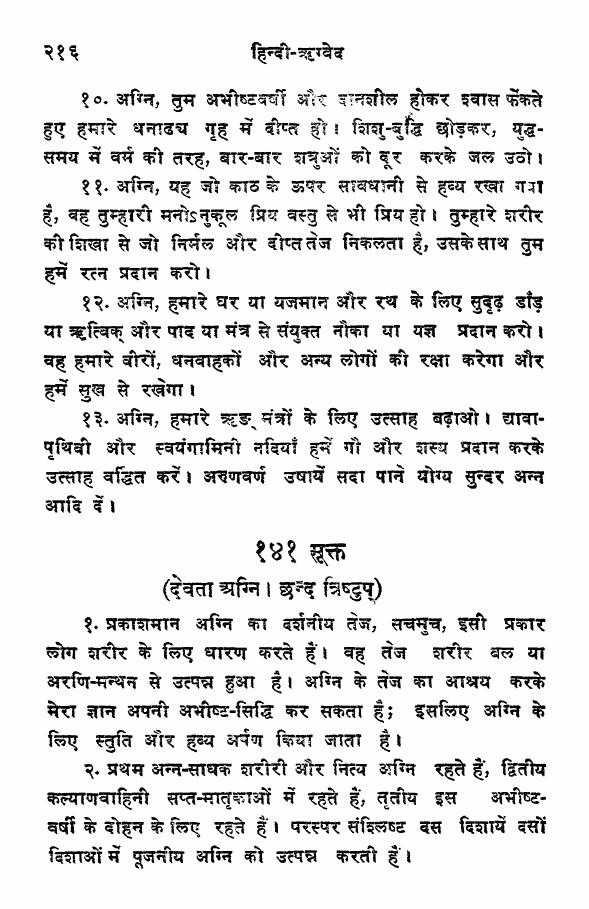 २१६ हिन्दी-ऋग्वेद
१०. अग्नि, तुम अभीष्टवर्षी और दानशील होकर श्वास फेंकते
हुए हमारे धनाढ्य गृह में दीप्त हो। शिशु-बुद्धि छोड़कर, युद्ध-
समय में वर्म की तरह, बार-बार शत्रुओं को दूर करके जल उठो।
११. अग्नि, यह जो काठ के ऊपर सावधानी से हव्य रखा गया
है, वह तुम्हारी मनोऽनुकूल प्रिय वस्तु से भी प्रिय हो। तुम्हारे शरीर
की शिखा से जो निर्मल और दीप्त तेज निकलता है, उसके साथ तुम
हमें रत्न प्रदान करो।
१२. अग्नि, हमारे घर या यजमान और रथ के लिए सुदृढ़ डाँड़
या ऋत्विक् और पाद या मंत्र से संयुक्त नौका या यज्ञ प्रदान करो।
वह हमारे वीरों, धनवाहकों और अन्य लोगों की रक्षा करेगा और
हमें सुख से रखेगा।
१३. अग्नि, हमारे ऋङ् मंत्रों के लिए उत्साह बढ़ाओ। द्यावा-
पृथिवी और स्वयंगामिनी नदियाँ हमें गौ और शस्य प्रदान करके
उत्साह वर्द्धित करें। अरुणवर्ण उषायें सदा पाने योग्य सुन्दर अन्न
आदि दें।
१४१ सूक्त
(देवता अग्नि। छन्द त्रिष्टुप्)
१. प्रकाशमान अग्नि का दर्शनीय तेज, सचमुच, इसी प्रकार
लोग शरीर के लिए धारण करते हैं। वह तेज शरीर बल या
अरणि-मन्थन से उत्पन्न हुआ है। अग्नि के तेज का आश्रय करके
मेरा ज्ञान अपनी अभीष्ट-सिद्धि कर सकता है; इसलिए अग्नि के
लिए स्तुति और हव्य अर्पण किया जाता है।
२. प्रथम अन्न-साधक शरीरी और नित्य अग्नि रहते हैं, द्वितीय
कल्याणवाहिनी सप्त-मातृकाओं में रहते हैं, तृतीय इस अभीष्ट-
वर्षी के दोहन के लिए रहते हैं। परस्पर संश्लिष्ट दस दिशायें दसों
दिशाओं में पूजनीय अग्नि को उत्पन्न करती हैं।